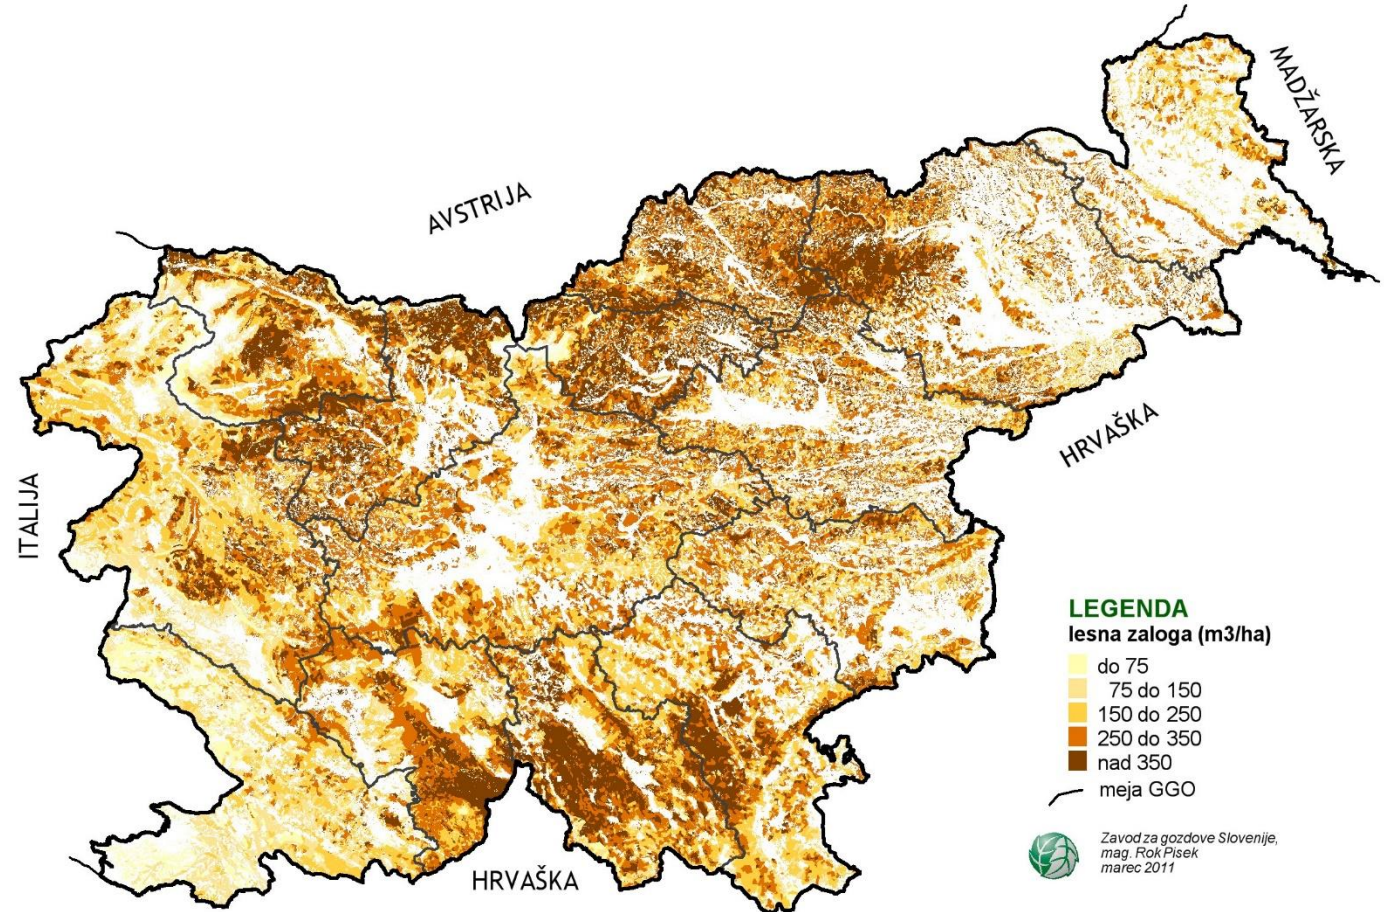 MADŽARSKA
AVSTRIJA
HRVAŠKA
ITALIJA
LEGENDA
lesna zaloga (m3/ha)
do 75
75 do 150
150 do 250
250 do 350
nad 350
meja GGO
Zavod za gozdove Slovenije,
mag. Rok Pisek
marec 2011
HRVAŠKA